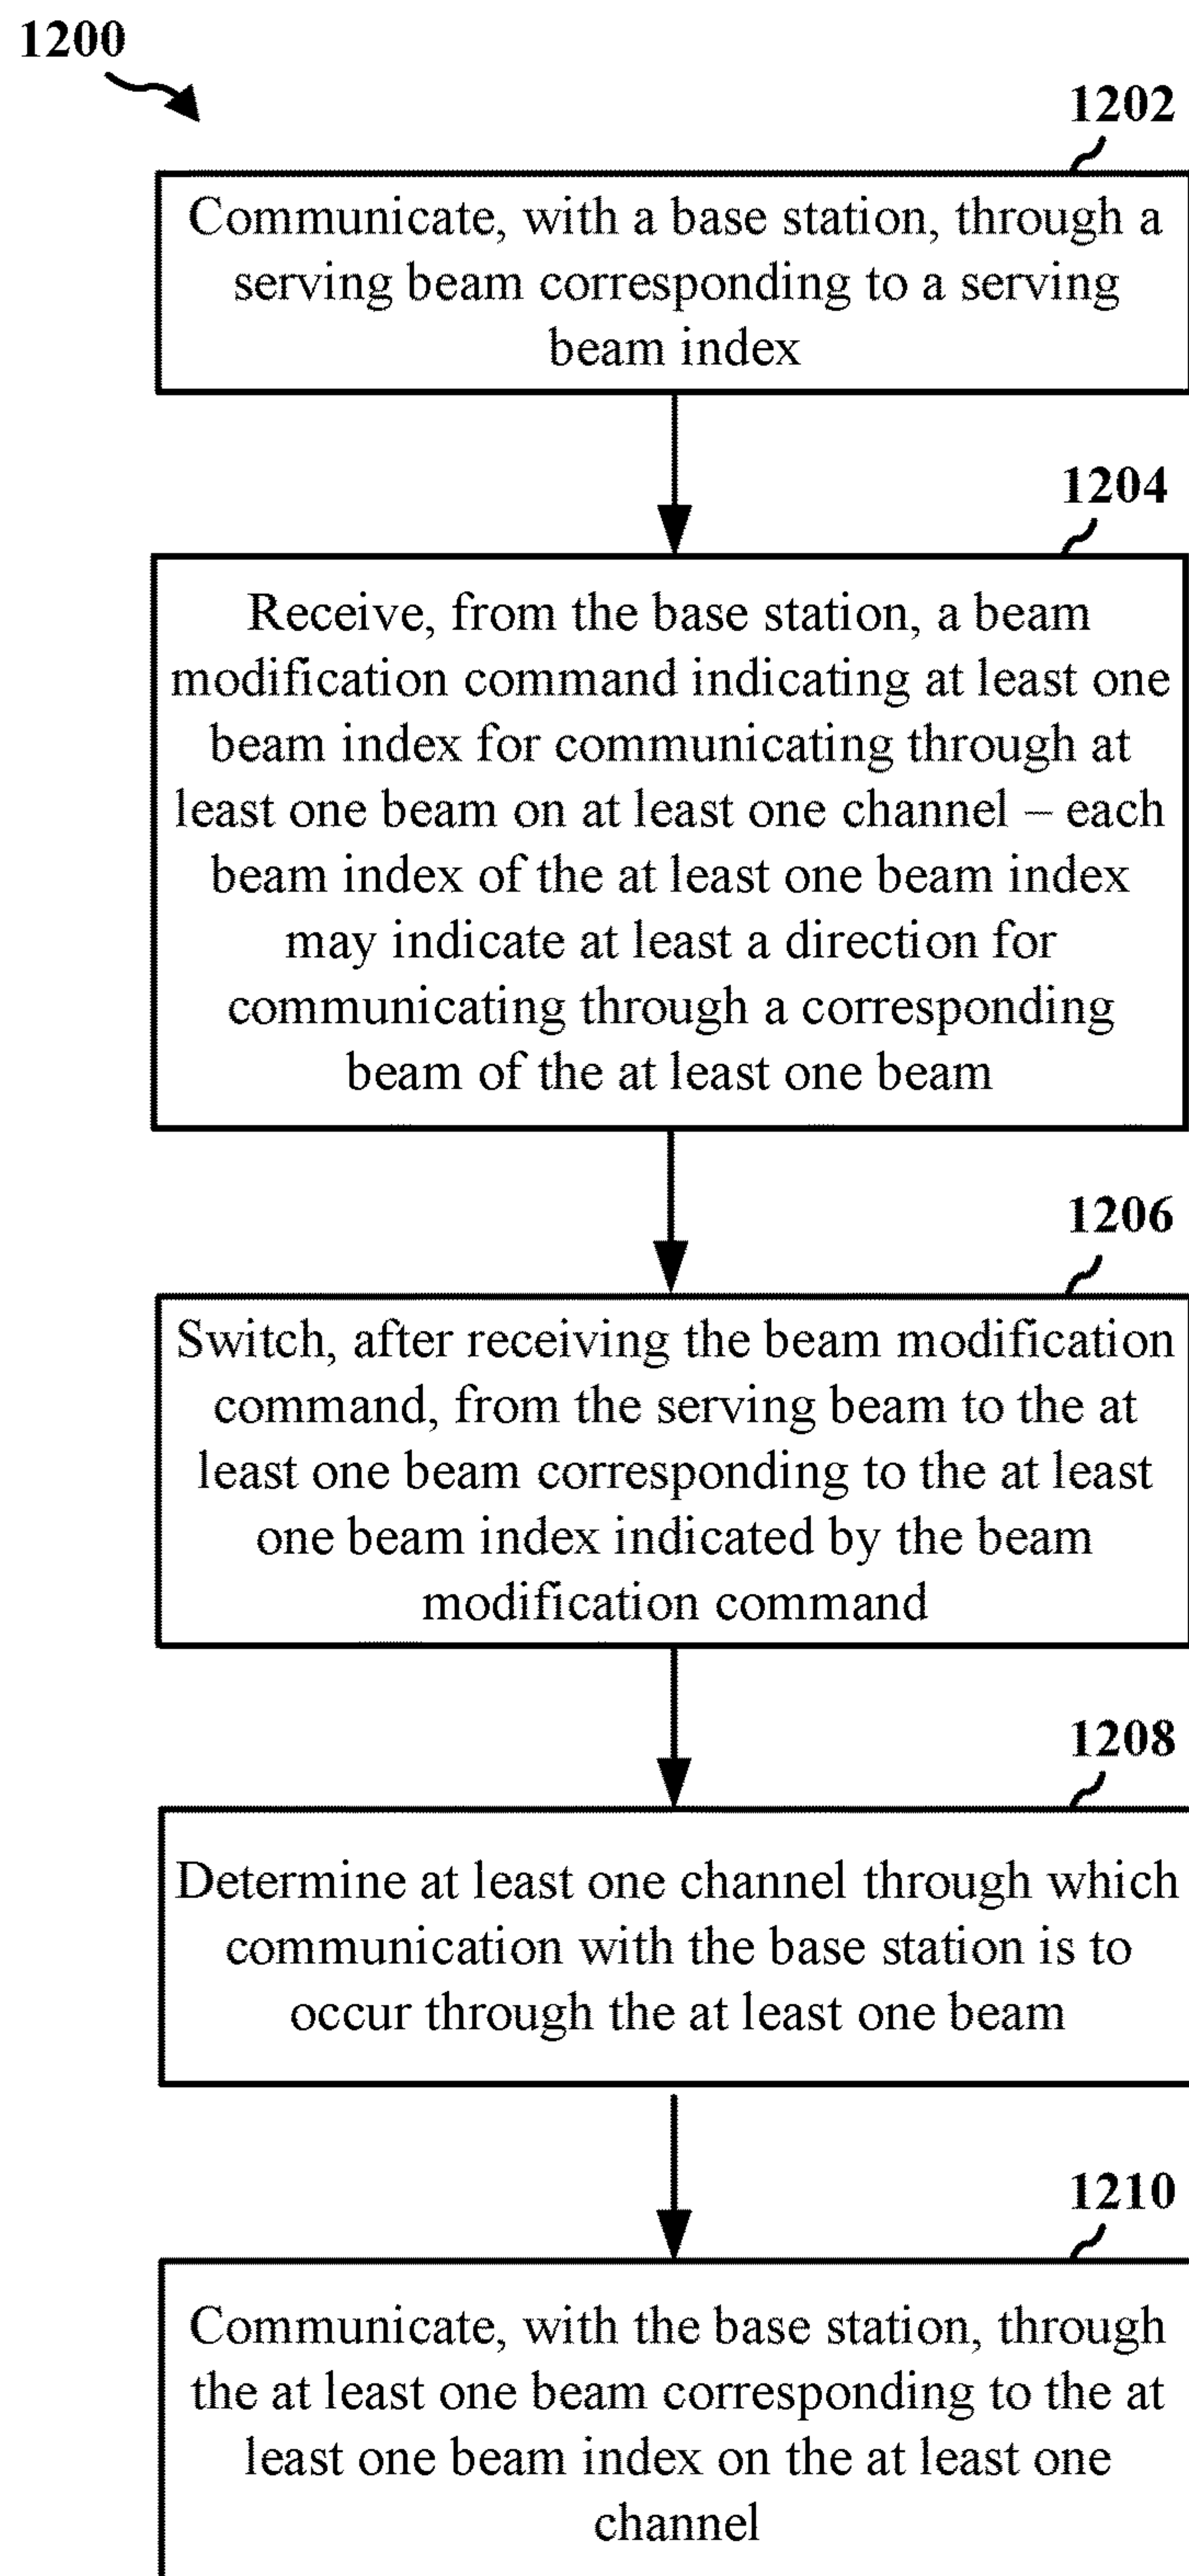 1200
1202
Communicate, with a base station, through a
serving beam corresponding to a serving
beam index
1204
Receive, from the base station, a beam
modification command indicating at least one
beam index for communicating through at
least one beam on at least one channel – each
beam index of the at least one beam index
may indicate at least a direction for
communicating through a corresponding
beam of the at least one beam
1206
Switch, after receiving the beam modification
command, from the serving beam to the at
least one beam corresponding to the at least
one beam index indicated by the beam
modification command
1208
Determine at least one channel through which
communication with the base station is to
occur through the at least one beam
1210
Communicate, with the base station, through
the at least one beam corresponding to the at
least one beam index on the at least one
channel